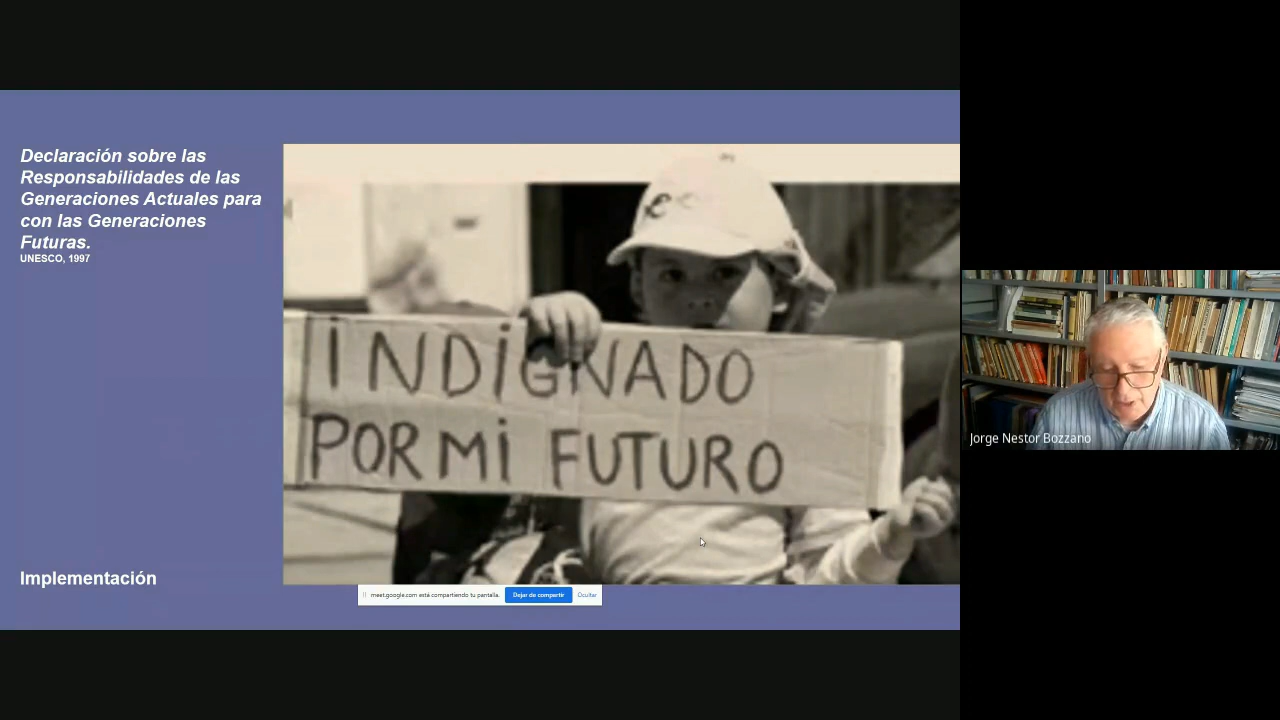 Declaración sobre las
Responsabilidades de las
Generaciones Actuales para
con las Generaciones
Futuras.
UNESCO, 1997
INDIGNADO
POR MI FUTURO
Jorge Nestor Bozzano
Implementación
meet.google.com está compartiendo tu pantalla.
Dejar de compartir
Ocultar